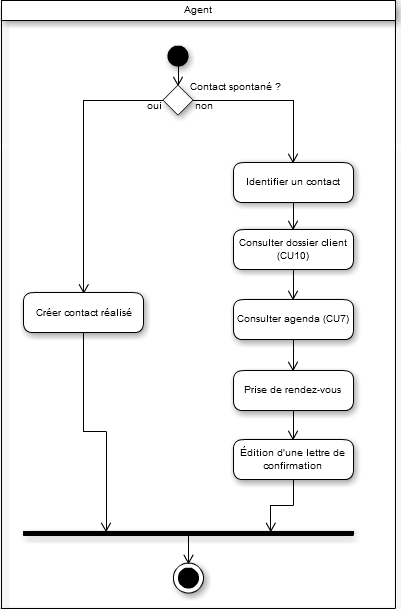 Agent
Contact spontané ?
oui
non
Identifier un contact
Consulter dossier client
(CU10)
Créer contact réalisé
Consulter agenda (CU7)
Prise de rendez-vous
Édition d'une lettre de
confirmation